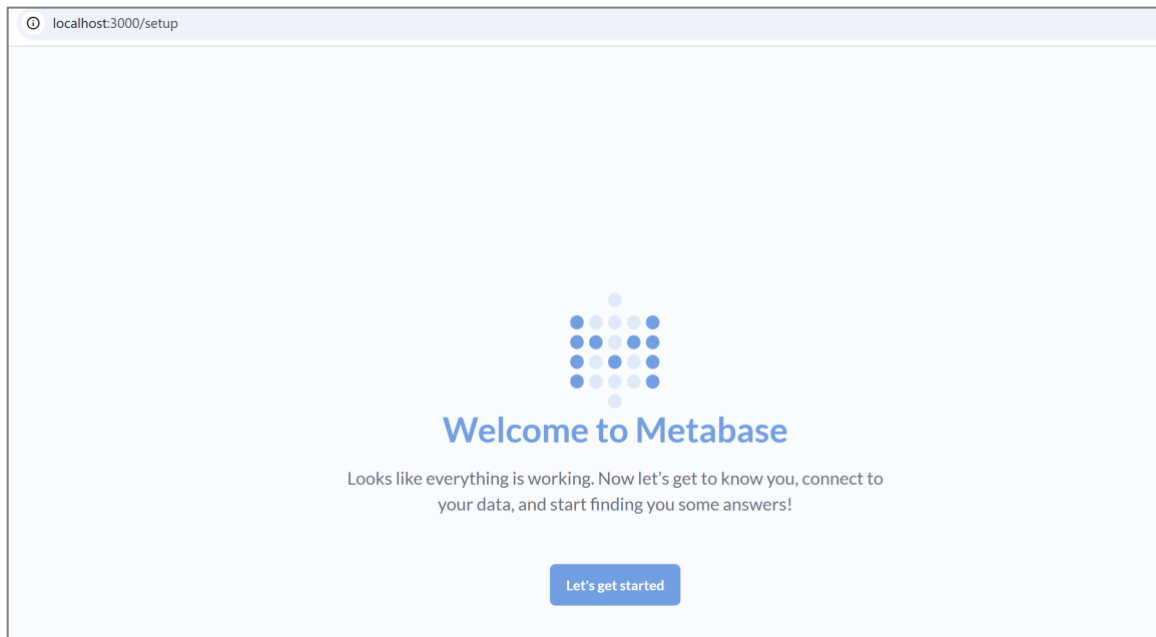 localhost:3000/setup
Welcome to Metabase
Looks like everything is working. Now let’s get to know you, connect to
your data, and start finding you some answers!
Let's get started